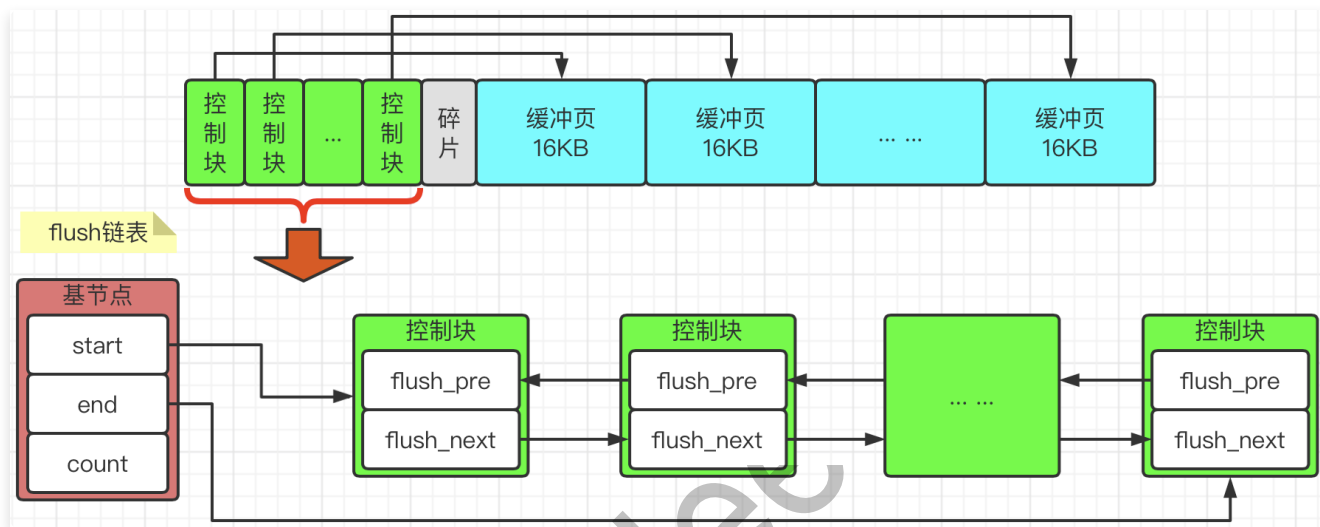 控制块
控制块
...
控制块
碎片
缓冲页
16KB
缓冲页
16KB
... ...
缓冲页
16KB
flush链表
基节点
start
end
count
控制块
flush_pre
flush_next
控制块
flush_pre
flush_next
... ...
控制块
flush_pre
flush_next